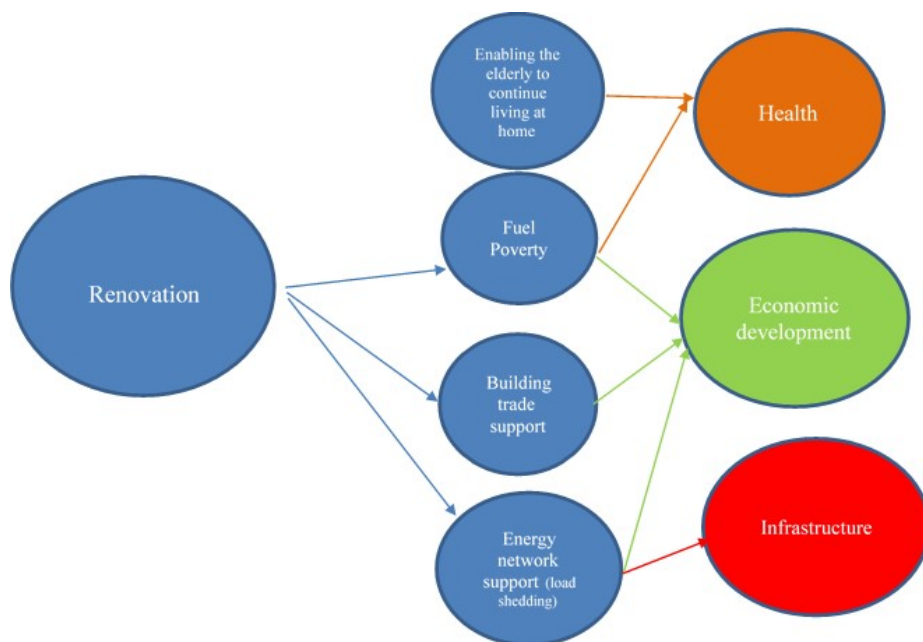 Enabling the
elderly to
continue
living at
home
Health
Fuel
Poverty
Renovation
Economic
development
Building
trade
support
Energy
network
support (load
shedding)
Infrastructure